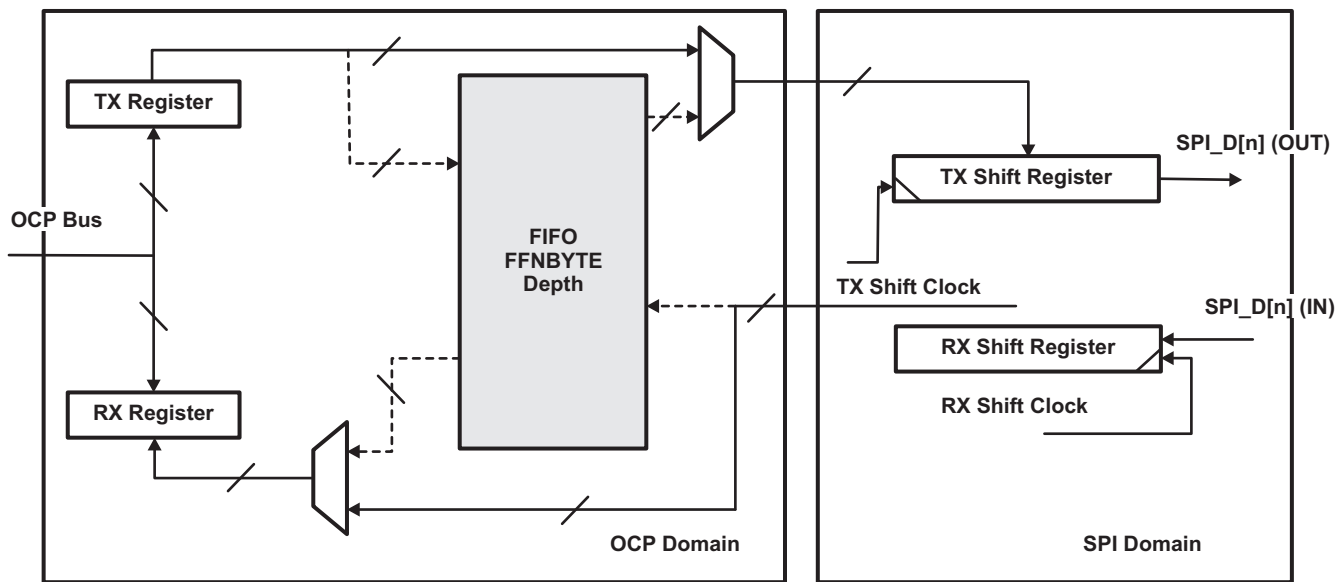 TX Register
SPI_D[n] (OUT)
TX Shift Register
OCP Bus
FIFO
FFNBYTE
Depth
TX Shift Clock
SPI_D[n] (IN)
RX Shift Register
RX Register
RX Shift Clock
OCP Domain
SPI Domain